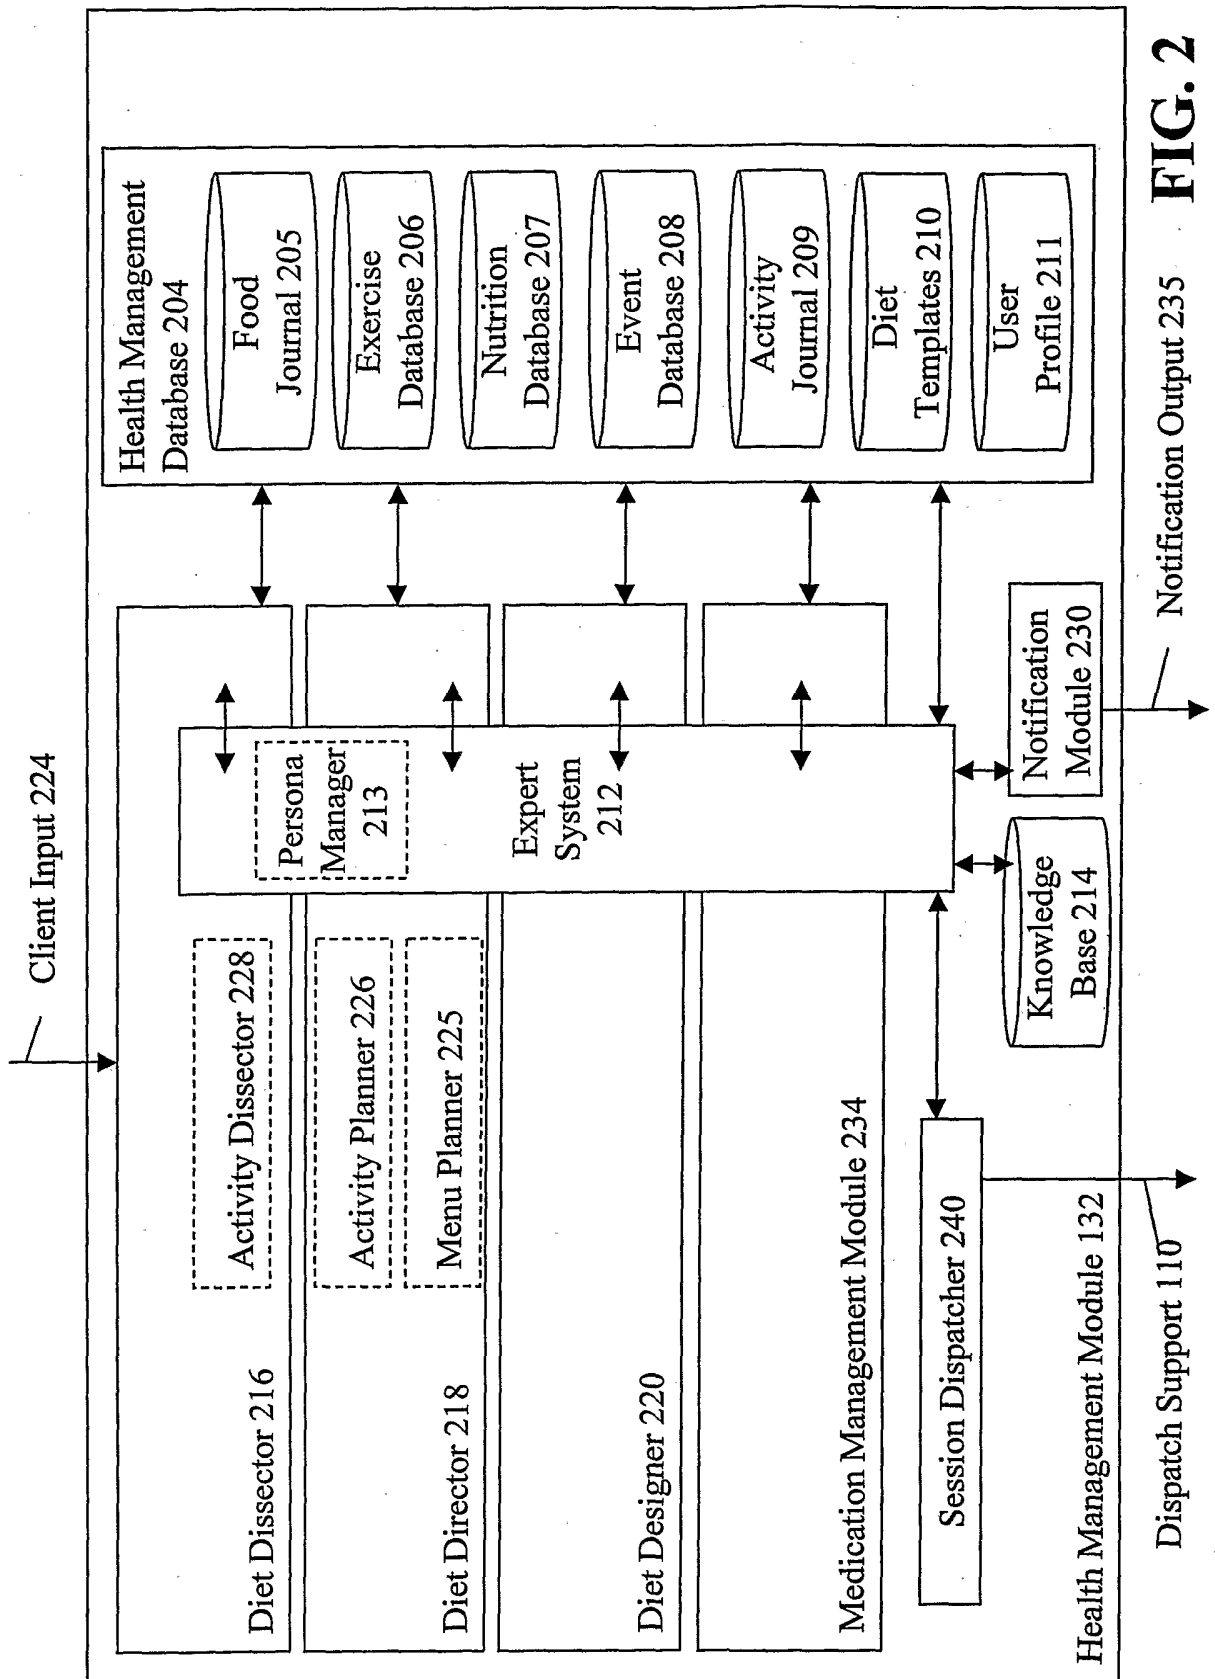 Client Input 224
Health Management
Database 204
Food
Journal 205
Exercise
Database 206
Nutrition
Database 207
Event
Database 208
Activity
Journal 209
Diet
Templates 210
User
Profile 211
Persona
Manager
213
Expert
System
212
Activity Dissector 228
Diet Dissector 216
Activity Planner 226
Menu Planner 225
Diet Director 218
Diet Designer 220
Medication Management Module 234
Session Dispatcher 240
Knowledge
Base 214
Notification
Module 230
Health Management Module 132
Dispatch Support 110
Notification Output 235
FIG. 2